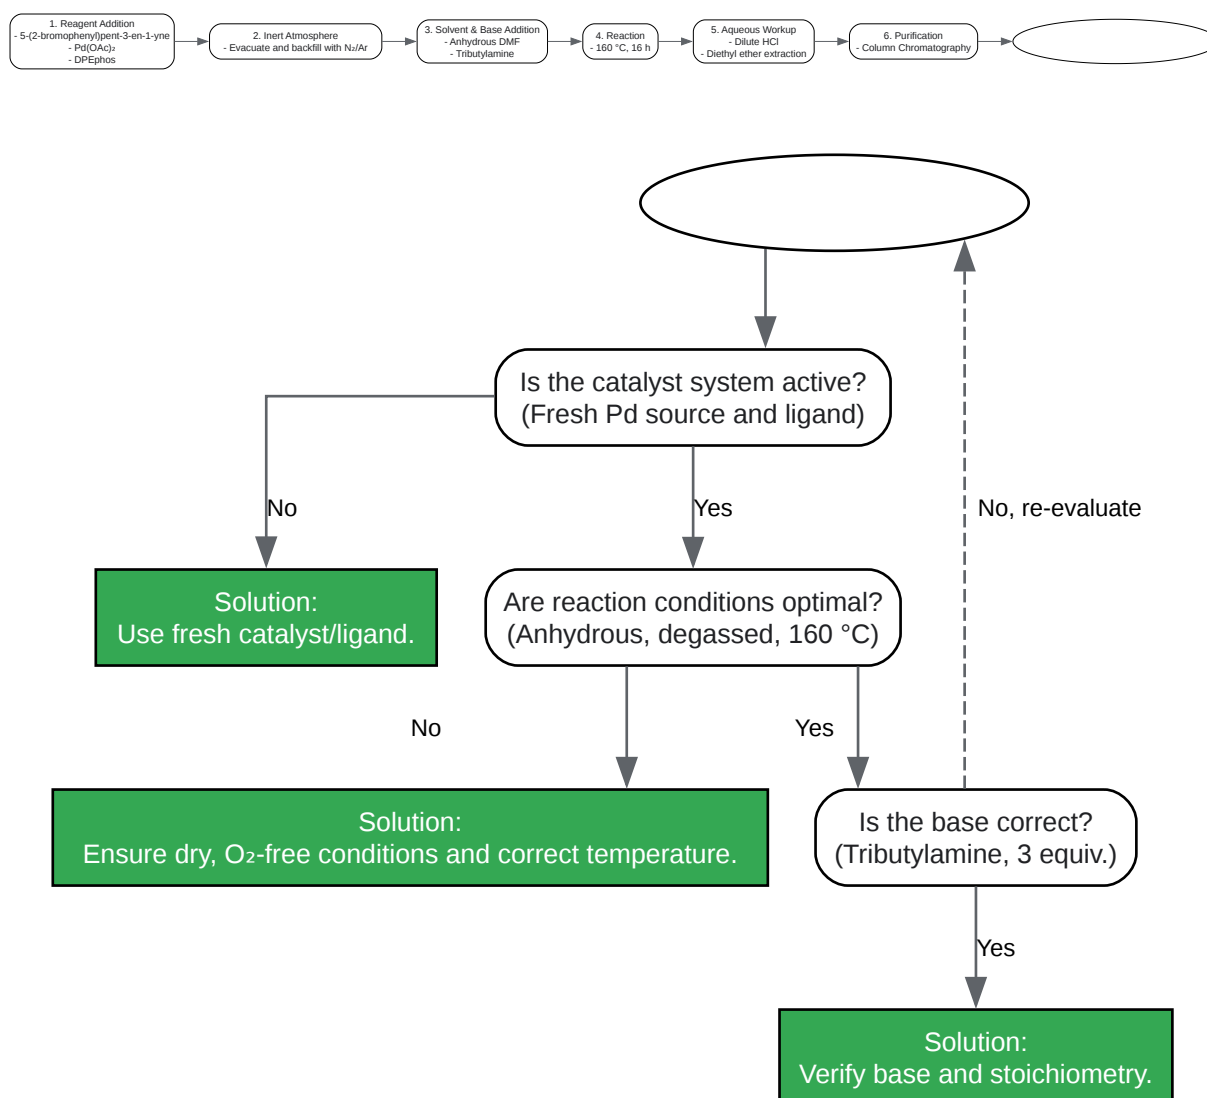 1. Reagent Addition
- 5-(2-bromophenyl)pent-3-en-1-yne
- Pd(OAc)₂
- DPEphos
2. Inert Atmosphere
- Evacuate and backfill with N₂/Ar
3. Solvent & Base Addition
- Anhydrous DMF
- Tributylamine
4. Reaction
- 160 °C, 16 h
5. Aqueous Workup
- Dilute HCl
- Diethyl ether extraction
6. Purification
- Column Chromatography
Is the catalyst system active?
(Fresh Pd source and ligand)
No
Yes
No, re-evaluate
Solution:
Use fresh catalyst/ligand.
Are reaction conditions optimal?
(Anhydrous, degassed, 160 °C)
No
Yes
Solution:
Ensure dry, O₂-free conditions and correct temperature.
Is the base correct?
(Tributylamine, 3 equiv.)
Yes
Solution:
Verify base and stoichiometry.